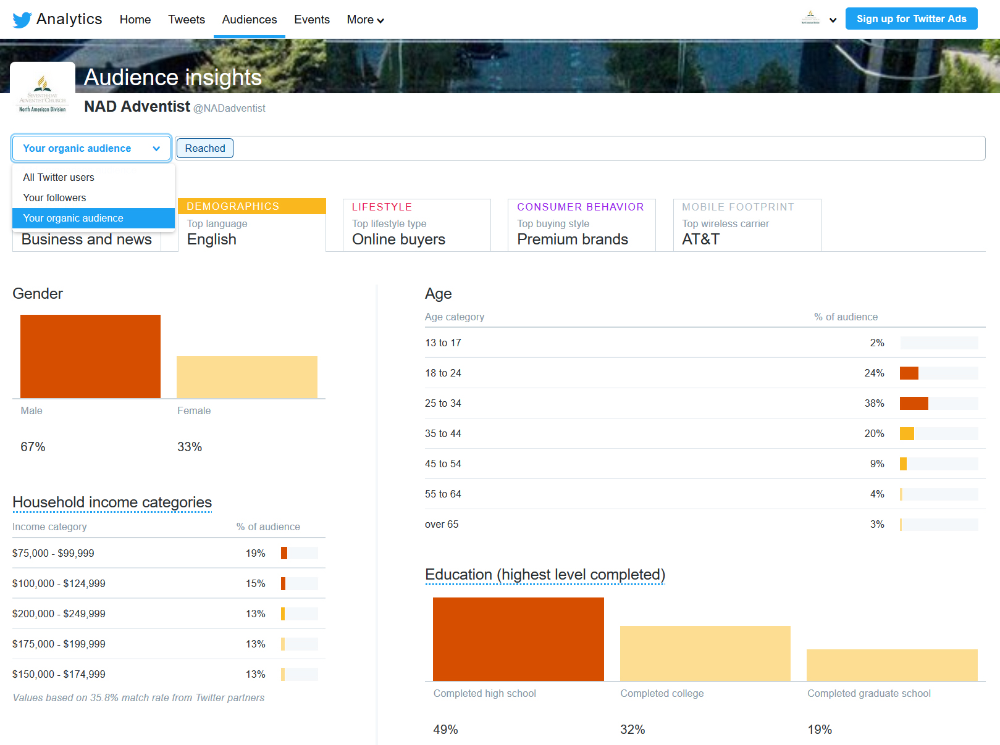 Analytics Home Tweets Audiences Events More Sign up for Twitter Ads
Audience insights
SEVENTH-DAY
ADVENTIST CHURCH
North American Division
NAD Adventist @NADadventist
Your organic audience Reached
All Twitter users
Your followers
Your organic audience
Business and news
DEMOGRAPHICS
Top language
English
LIFESTYLE
Top lifestyle type
Online buyers
CONSUMER BEHAVIOR
Top buying style
Premium brands
MOBILE FOOTPRINT
Top wireless carrier
AT&T
Gender
Male Female
67% 33%
Household income categories
Income category % of audience
$75,000 - $99,999 19%
$100,000 - $124,999 15%
$200,000 - $249,999 13%
$175,000 - $199,999 13%
$150,000 - $174,999 13%
Values based on 35.8% match rate from Twitter partners
Age
Age category % of audience
13 to 17 2%
18 to 24 24%
25 to 34 38%
35 to 44 20%
45 to 54 9%
55 to 64 4%
over 65 3%
Education (highest level completed)
Completed high school Completed college Completed graduate school
49% 32% 19%